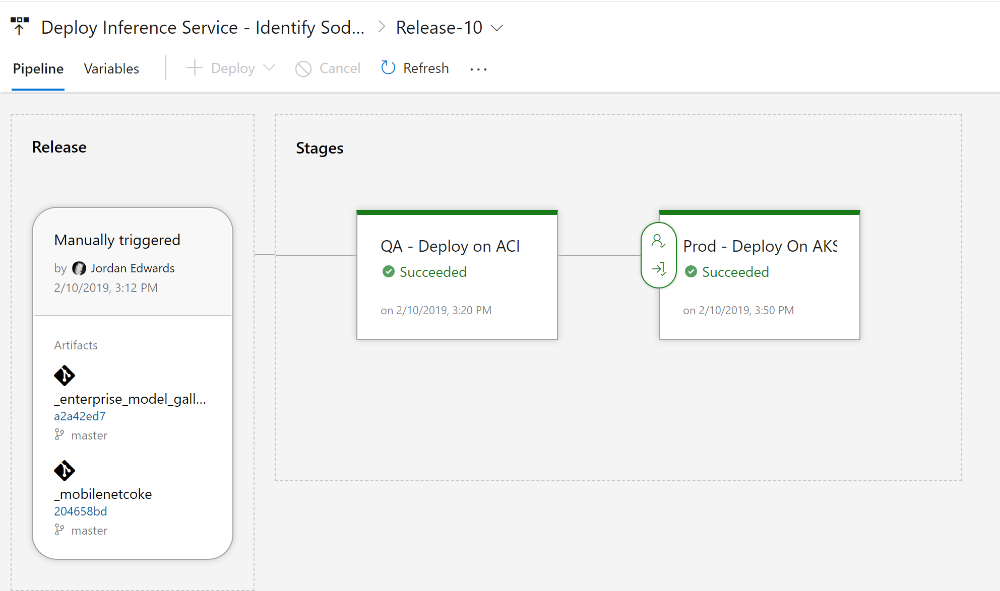 Deploy Inference Service - Identify Sod... > Release-10
Pipeline Variables Deploy Cancel Refresh ...
Release
Manually triggered
by Jordan Edwards
2/10/2019, 3:12 PM
Artifacts
_enterprise_model_gall...
a2a42ed7
master
_mobilenetcoke
204658bd
master
Stages
QA - Deploy on ACI
Succeeded
on 2/10/2019, 3:20 PM
Prod - Deploy On AKS
Succeeded
on 2/10/2019, 3:50 PM